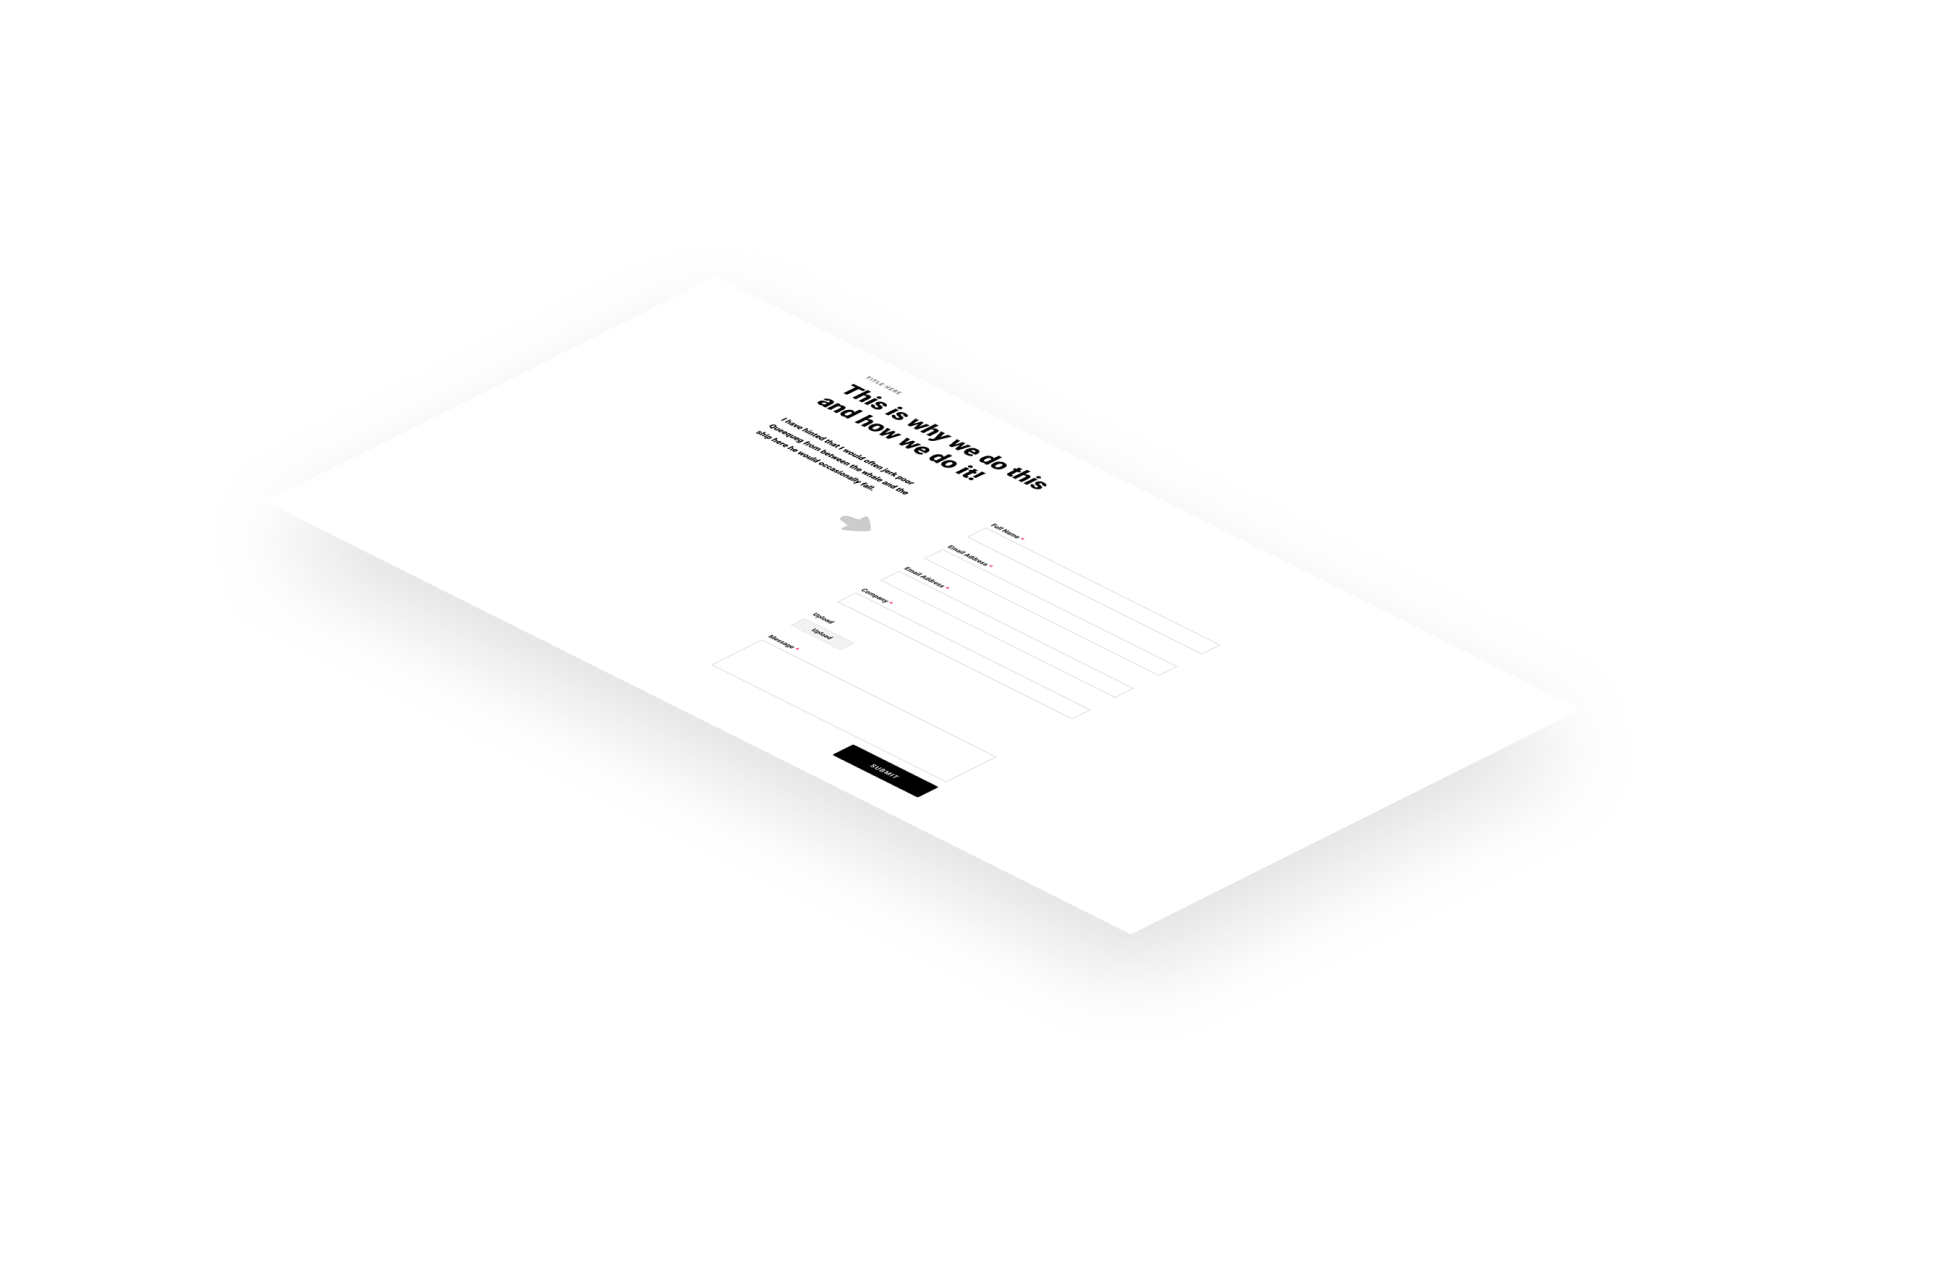 TITLE HERE
This is why we do this
and how we do it!
I have hinted that I would often jerk poor
Queequeg from between the whale and the
ship here he would occasionally fall.
Full Name *
Email Address *
Email Address *
Company *
Upload
Upload
Message *
SUBMIT